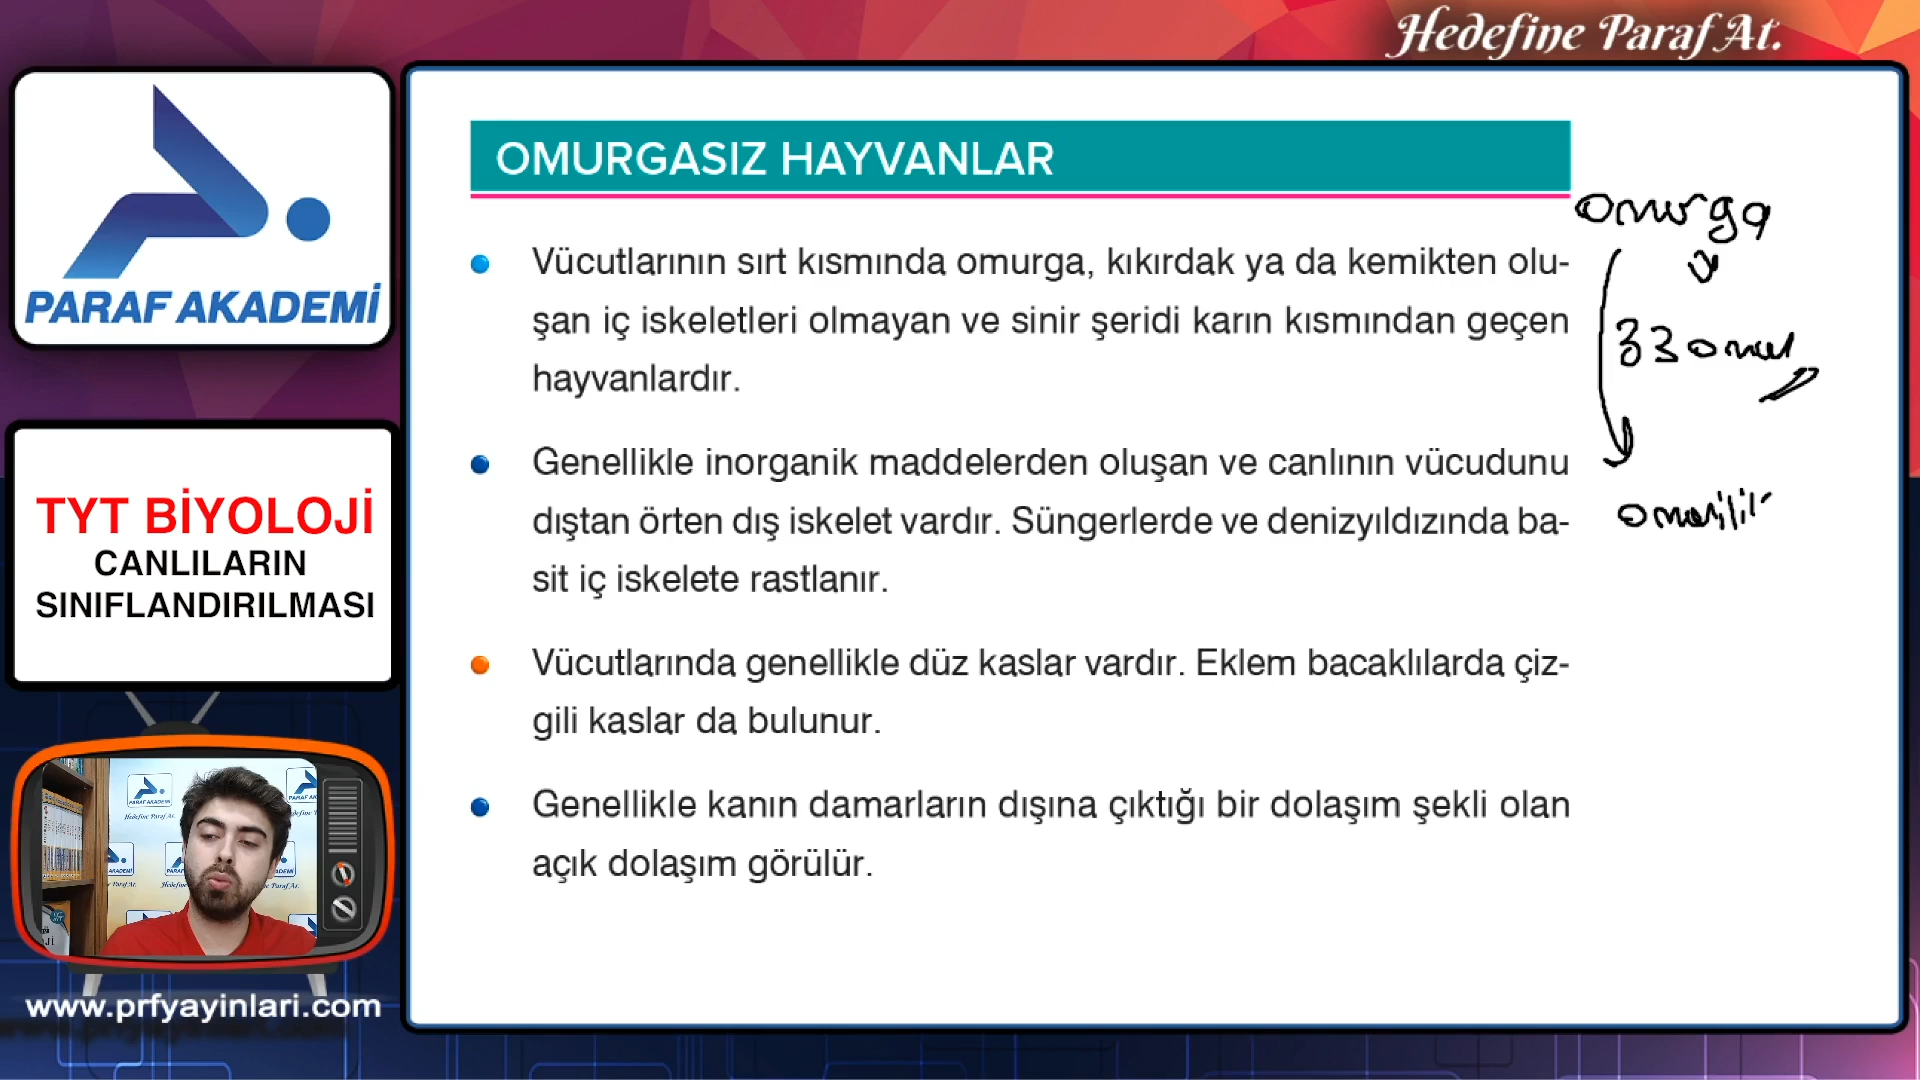 Hedefine Paraf At.
PARAF AKADEMİ
TYT BİYOLOJİ
CANLILARIN
SINIFLANDIRILMASI
www.prfyayinlari.com
OMURGASIZ HAYVANLAR
Vücutlarının sırt kısmında omurga, kıkırdak ya da kemikten olu-
şan iç iskeletleri olmayan ve sinir şeridi karın kısmından geçen
hayvanlardır.
Genellikle inorganik maddelerden oluşan ve canlının vücudunu
dıştan örten dış iskelet vardır. Süngerlerde ve denizyıldızında ba-
sit iç iskelete rastlanır.
Vücutlarında genellikle düz kaslar vardır. Eklem bacaklılarda çiz-
gili kaslar da bulunur.
Genellikle kanın damarların dışına çıktığı bir dolaşım şekli olan
açık dolaşım görülür.
omurga
33 omur